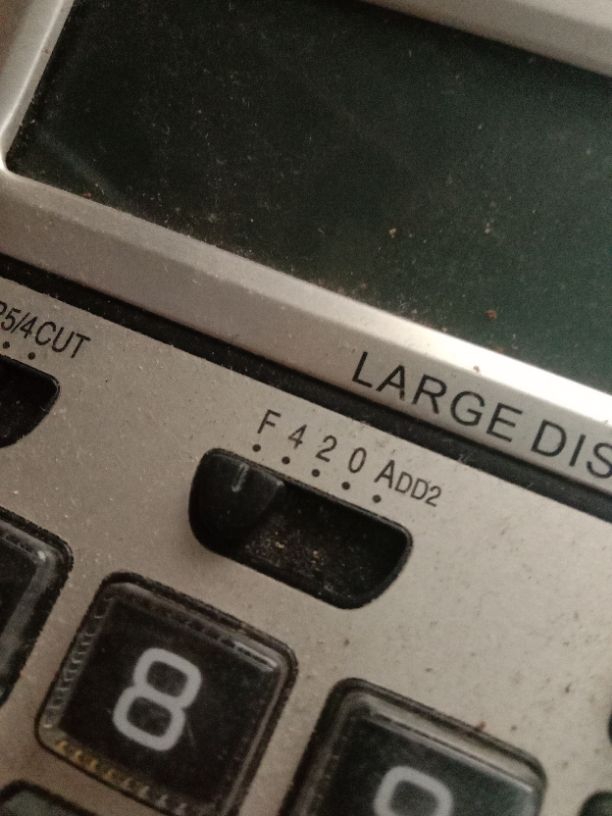 5/4CUT
LARGE DIS
F 4 2 0 ADD2
8